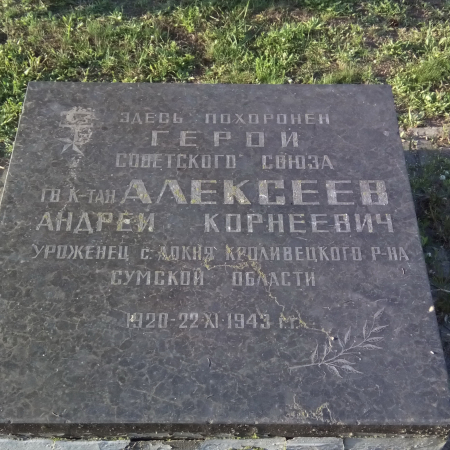 ЗДЕСЬ ПОХОРОНЕН
ГЕРОЙ
СОВЕТСКОГО СОЮЗА
ГВ. К-ТАН АЛЕКСЕЕВ
АНДРЕЙ КОРНЕЕВИЧ
УРОЖЕНЕЦ С. ЛОКНЯ КРОЛИВЕЦКОГО Р-НА
СУМСКОЙ ОБЛАСТИ
1920-22 XI 1943 Г.Г.